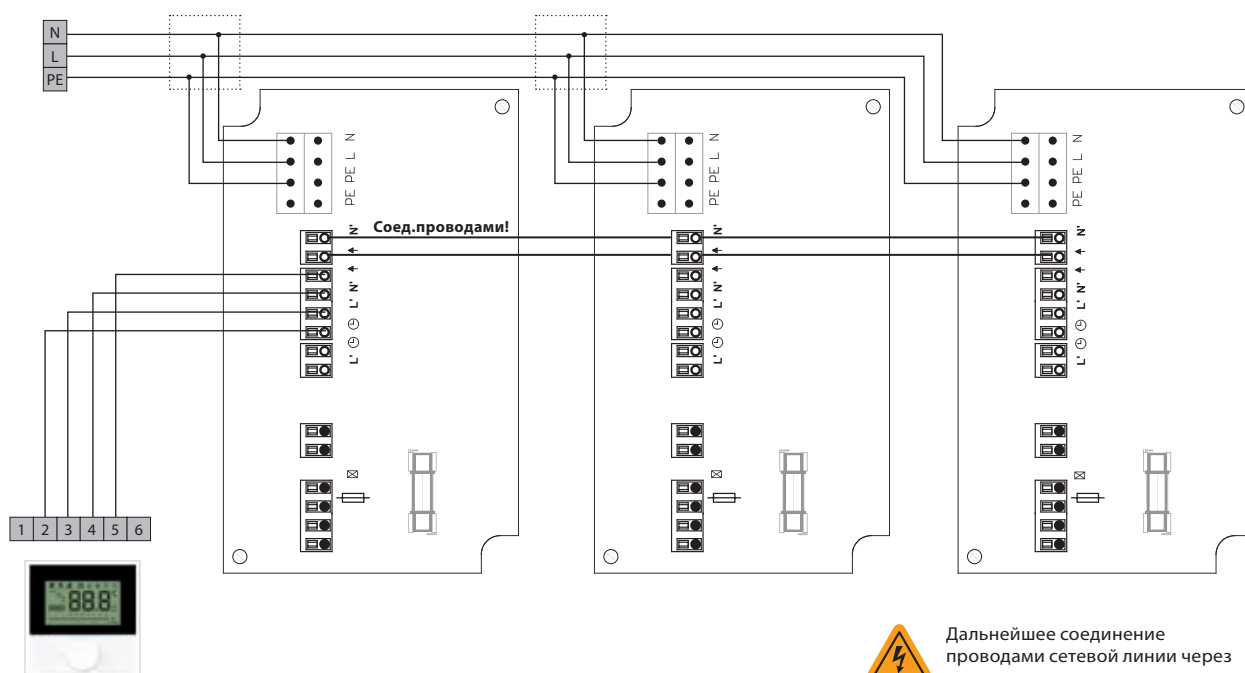 N
L
PE
PE PE L N
PE PE L N
PE PE L N
Соед.проводами!
N'
N'
N'
L' N'
L' N'
L' N'
L'
L'
L'
1 2 3 4 5 6
88.8
Дальнейшее соединение
проводами сетевой линии через